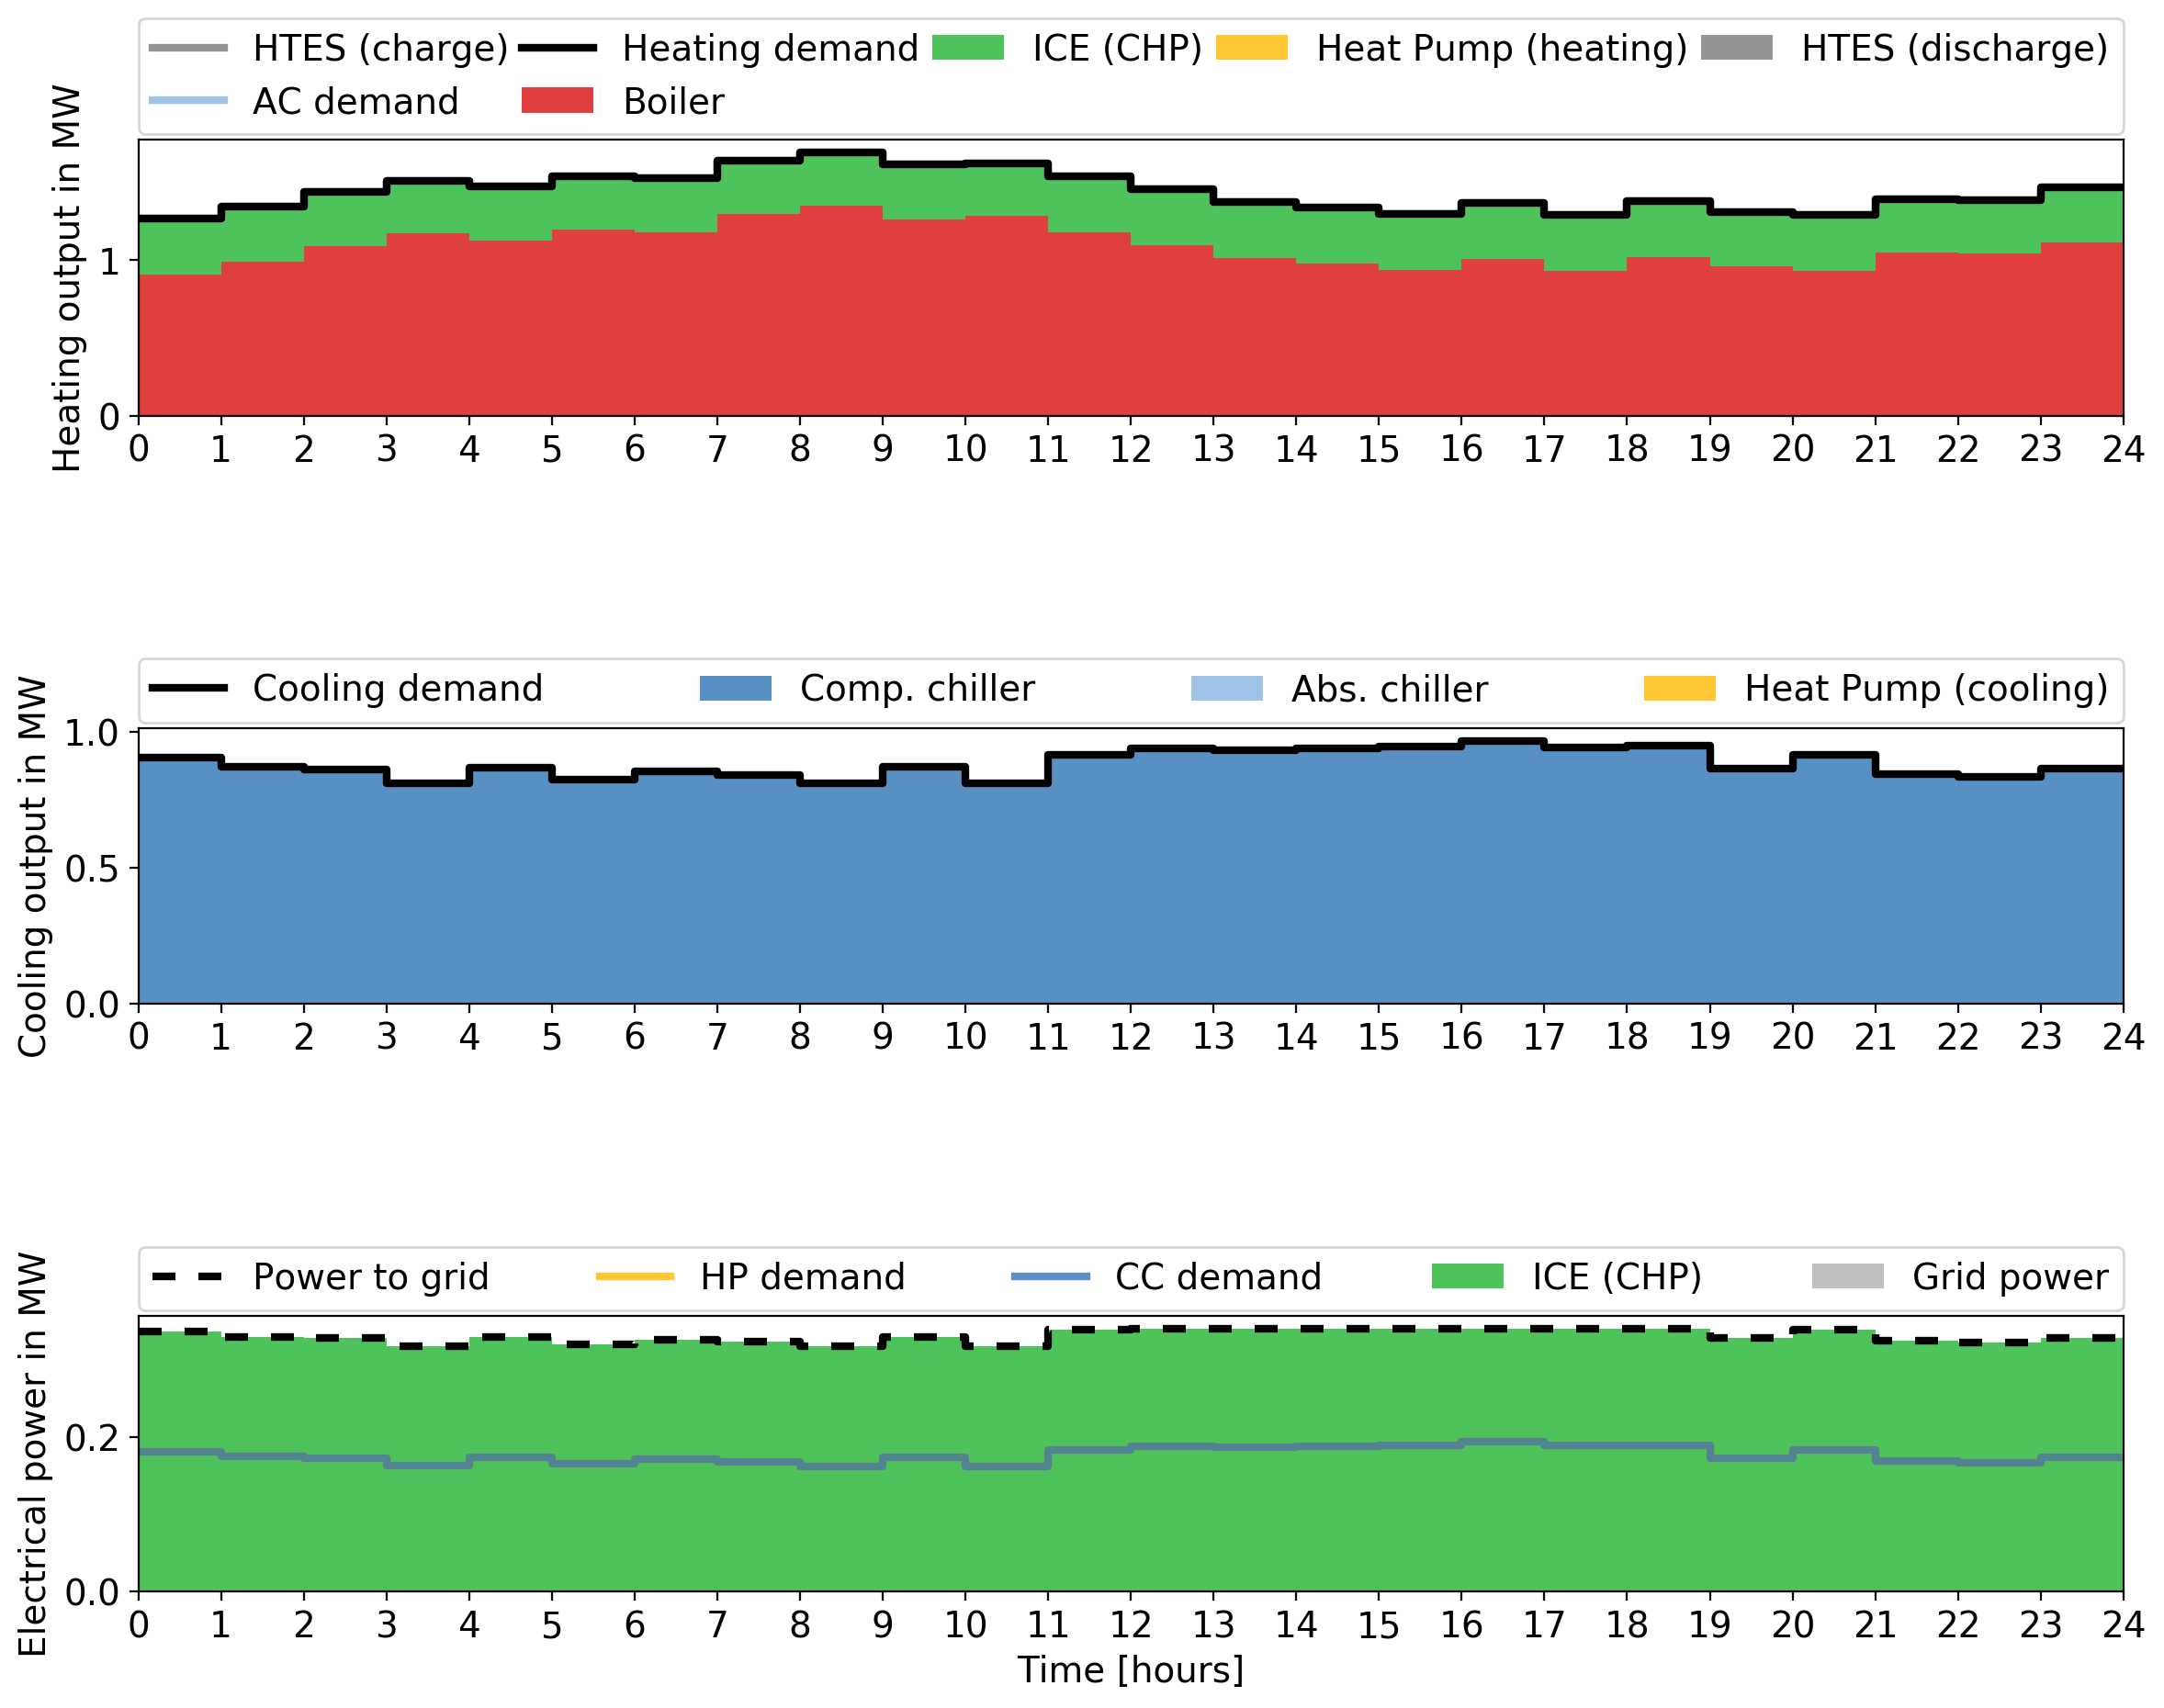 HTES (charge) Heating demand ICE (CHP) Heat Pump (heating) HTES (discharge)
AC demand Boiler
Heating output in MW
1
0
0 1 2 3 4 5 6 7 8 9 10 11 12 13 14 15 16 17 18 19 20 21 22 23 24
Cooling demand Comp. chiller Abs. chiller Heat Pump (cooling)
Cooling output in MW
1.0
0.5
0.0
0 1 2 3 4 5 6 7 8 9 10 11 12 13 14 15 16 17 18 19 20 21 22 23 24
Power to grid HP demand CC demand ICE (CHP) Grid power
Electrical power in MW
0.2
0.0
0 1 2 3 4 5 6 7 8 9 10 11 12 13 14 15 16 17 18 19 20 21 22 23 24
Time [hours]